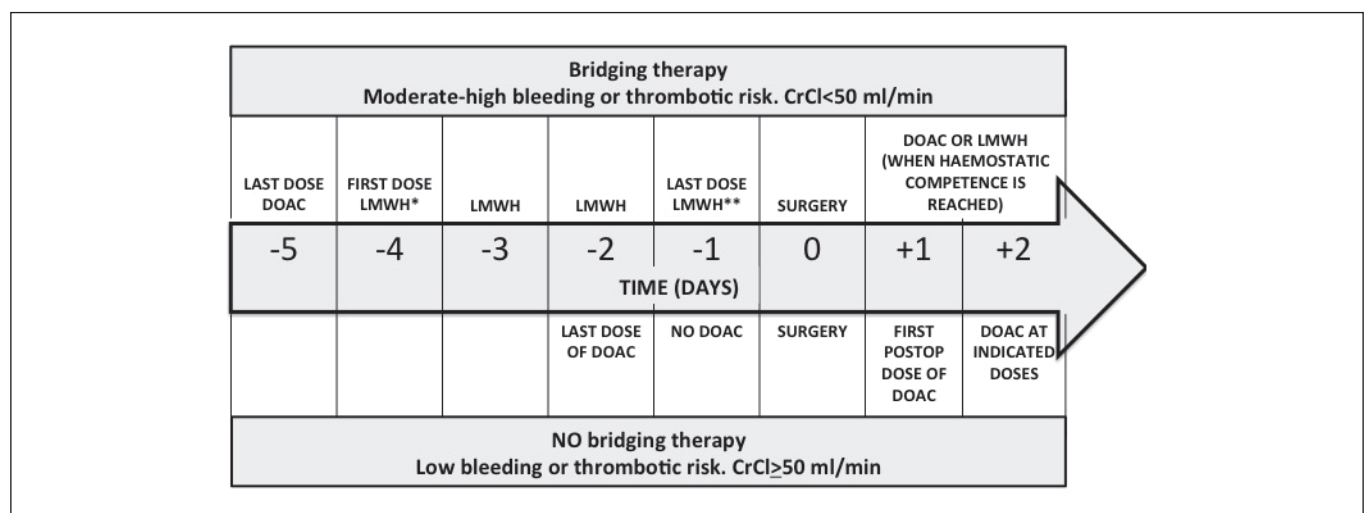 Bridging therapy
Moderate-high bleeding or thrombotic risk. CrCl<50 ml/min
LAST DOSE
DOAC
FIRST DOSE
LMWH*
LMWH
LMWH
LAST DOSE
LMWH**
SURGERY
DOAC OR LMWH
(WHEN HAEMOSTATIC
COMPETENCE IS
REACHED)
-5
-4
-3
-2
-1
0
+1
+2
TIME (DAYS)
LAST DOSE
OF DOAC
NO DOAC
SURGERY
FIRST
POSTOP
DOSE OF
DOAC
DOAC AT
INDICATED
DOSES
NO bridging therapy
Low bleeding or thrombotic risk. CrCl≥50 ml/min